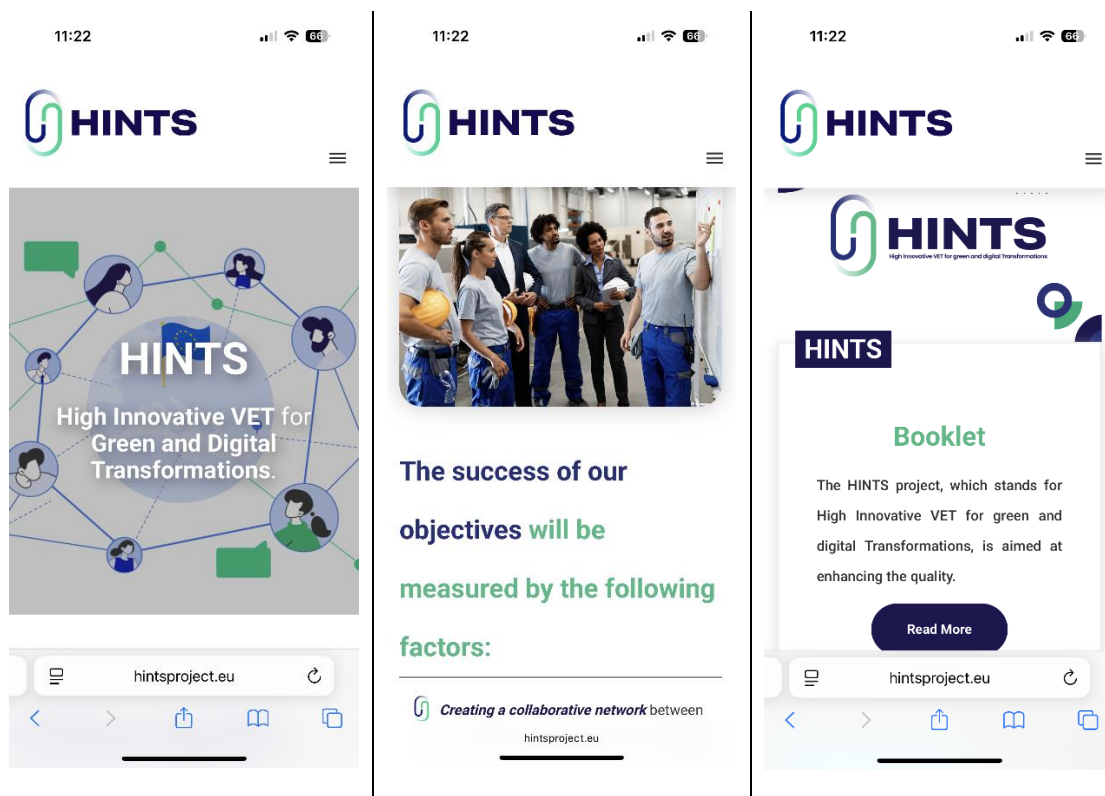 11:22
66
HINTS
HINTS
High Innovative VET for
Green and Digital
Transformations.
hintsproject.eu
11:22
66
HINTS
The success of our
objectives will be
measured by the following
factors:
Creating a collaborative network between
hintsproject.eu
11:22
66
HINTS
HINTS
High Innovative VET for green and digital Transformations
HINTS
Booklet
The HINTS project, which stands for
High Innovative VET for green and
digital Transformations, is aimed at
enhancing the quality.
Read More
hintsproject.eu